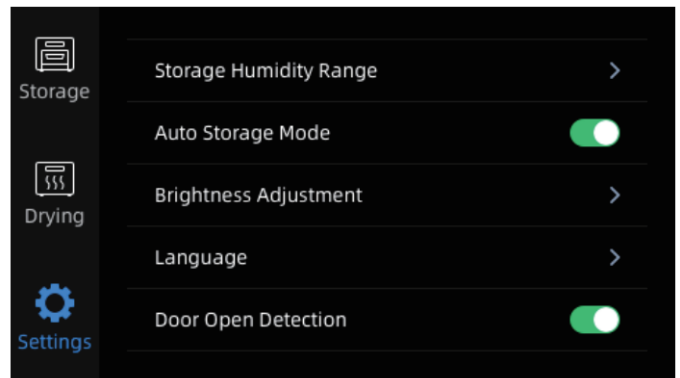 Storage
Drying
Settings
Storage Humidity Range
Auto Storage Mode
Brightness Adjustment
Language
Door Open Detection